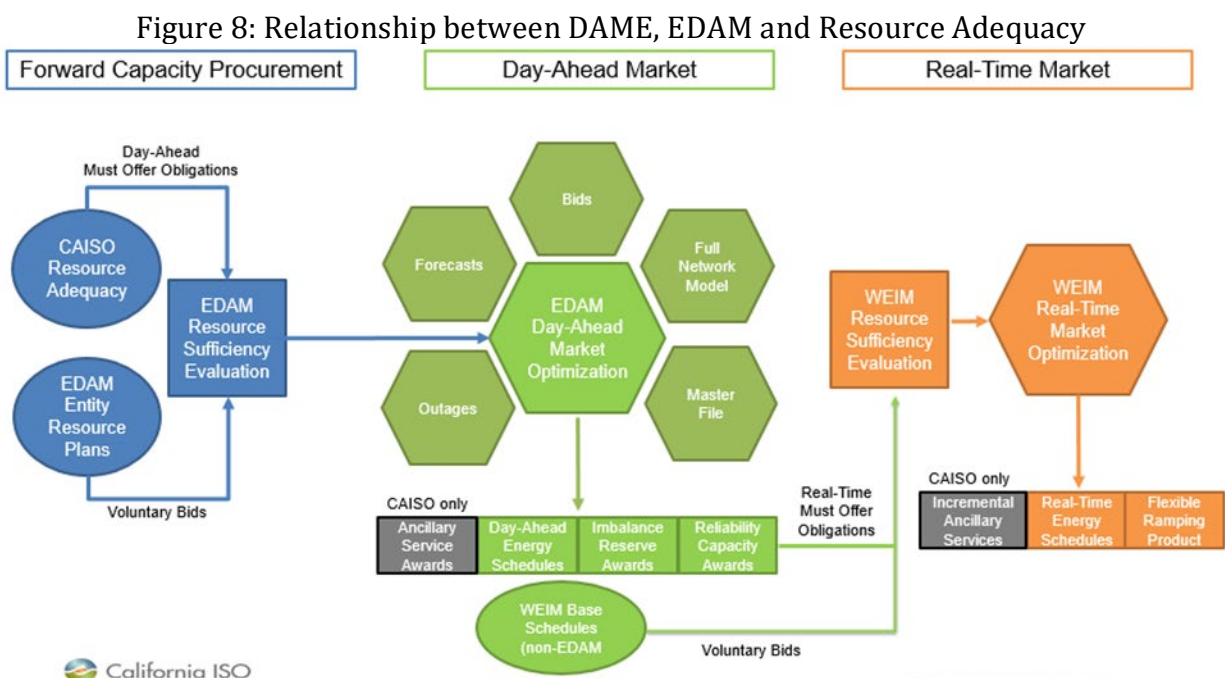 Figure 8: Relationship between DAME, EDAM and Resource Adequacy
Forward Capacity Procurement
Day-Ahead Market
Real-Time Market
Day-Ahead
Must Offer Obligations
CAISO
Resource
Adequacy
EDAM
Resource
Sufficiency
Evaluation
EDAM
Entity
Resource
Plans
Voluntary Bids
Bids
Forecasts
Full
Network
Model
EDAM
Day-Ahead
Market
Optimization
Outages
Master
File
CAISO only
Ancillary
Service
Awards
Day-Ahead
Energy
Schedules
Imbalance
Reserve
Awards
Reliability
Capacity
Awards
Real-Time
Must Offer
Obligations
WEIM Base
Schedules
(non-EDAM
Voluntary Bids
WEIM
Resource
Sufficiency
Evaluation
WEIM
Real-Time
Market
Optimization
CAISO only
Incremental
Ancillary
Services
Real-Time
Energy
Schedules
Flexible
Ramping
Product
California ISO